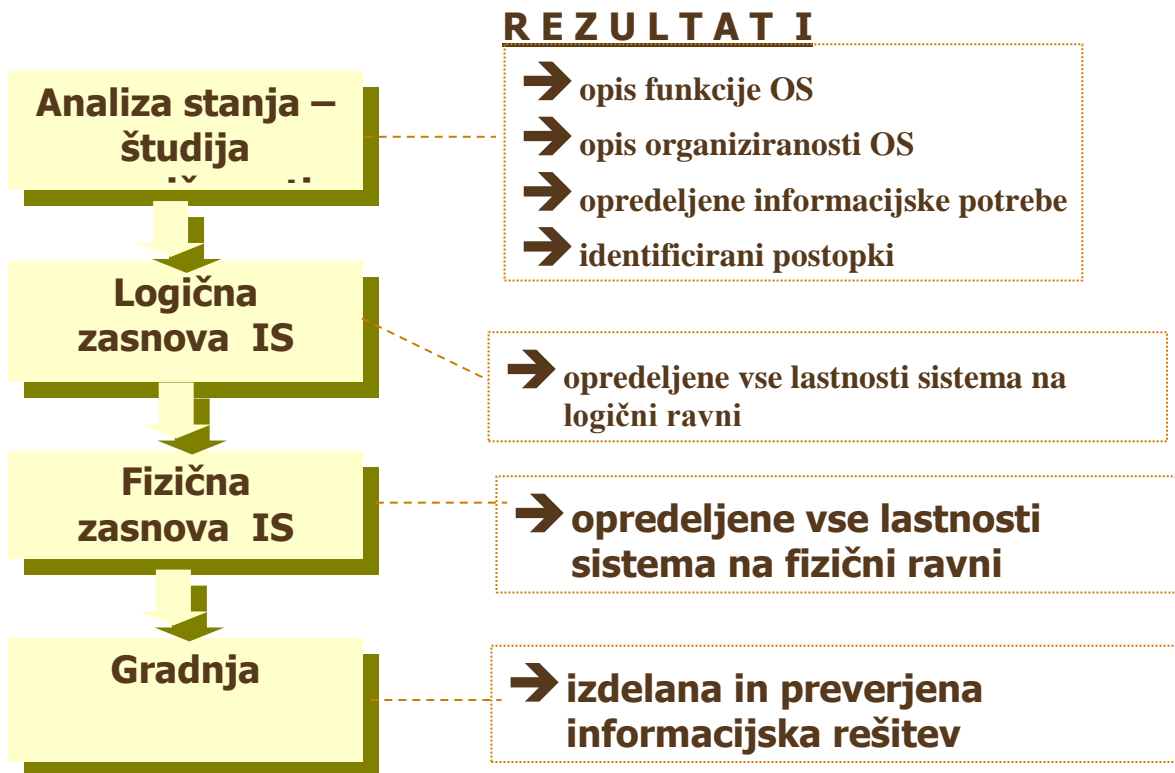 R E Z U L T A T I
Analiza stanja –
študija
➔ opis funkcije OS
➔ opis organiziranosti OS
➔ opredeljene informacijske potrebe
➔ identificirani postopki
Logična
zasnova IS
➔ opredeljene vse lastnosti sistema na
logični ravni
Fizična
zasnova IS
➔ opredeljene vse lastnosti
sistema na fizični ravni
Gradnja
➔ izdelana in preverjena
informacijska rešitev